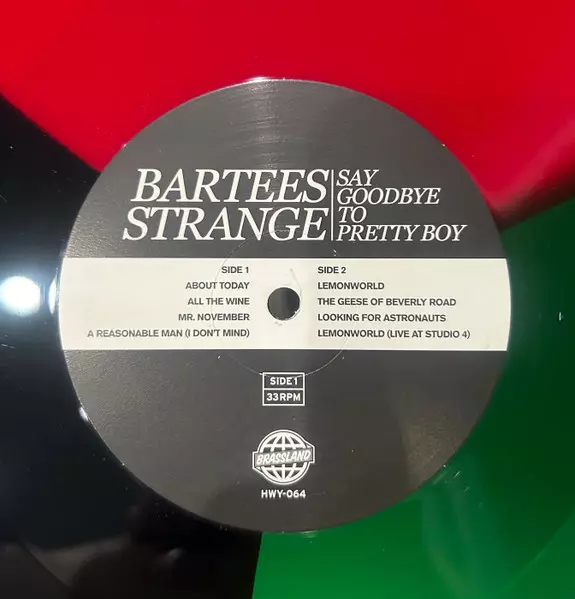 BARTEES
STRANGE
SAY
GOODBYE
TO
PRETTY BOY
SIDE 1
ABOUT TODAY
ALL THE WINE
MR. NOVEMBER
A REASONABLE MAN (I DON'T MIND)
SIDE 2
LEMONWORLD
THE GEESE OF BEVERLY ROAD
LOOKING FOR ASTRONAUTS
LEMONWORLD (LIVE AT STUDIO 4)
SIDE 1
33 RPM
BRASSLAND
HWY-064